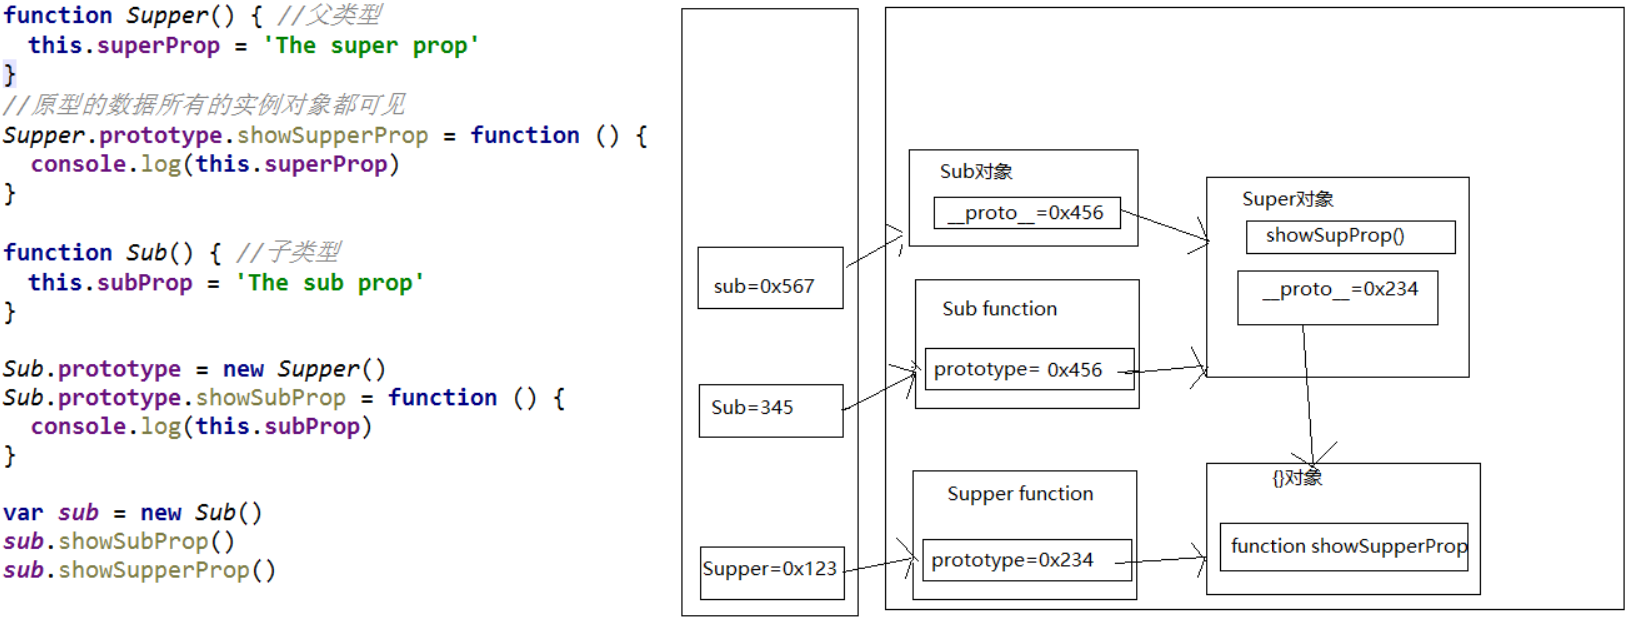 function Supper() { //父类型
this.superProp = 'The super prop'
}
//原型的数据所有的实例对象都可见
Supper.prototype.showSupperProp = function () {
console.log(this.superProp)
}
function Sub() { //子类型
this.subProp = 'The sub prop'
}
Sub.prototype = new Supper()
Sub.prototype.showSubProp = function () {
console.log(this.subProp)
}
var sub = new Sub()
sub.showSubProp()
sub.showSupperProp()
sub=0x567
Sub=345
Supper=0x123
Sub对象
__proto__=0x456
Sub function
prototype= 0x456
Supper function
prototype=0x234
Super对象
showSupProp()
__proto__=0x234
{}对象
function showSupperProp